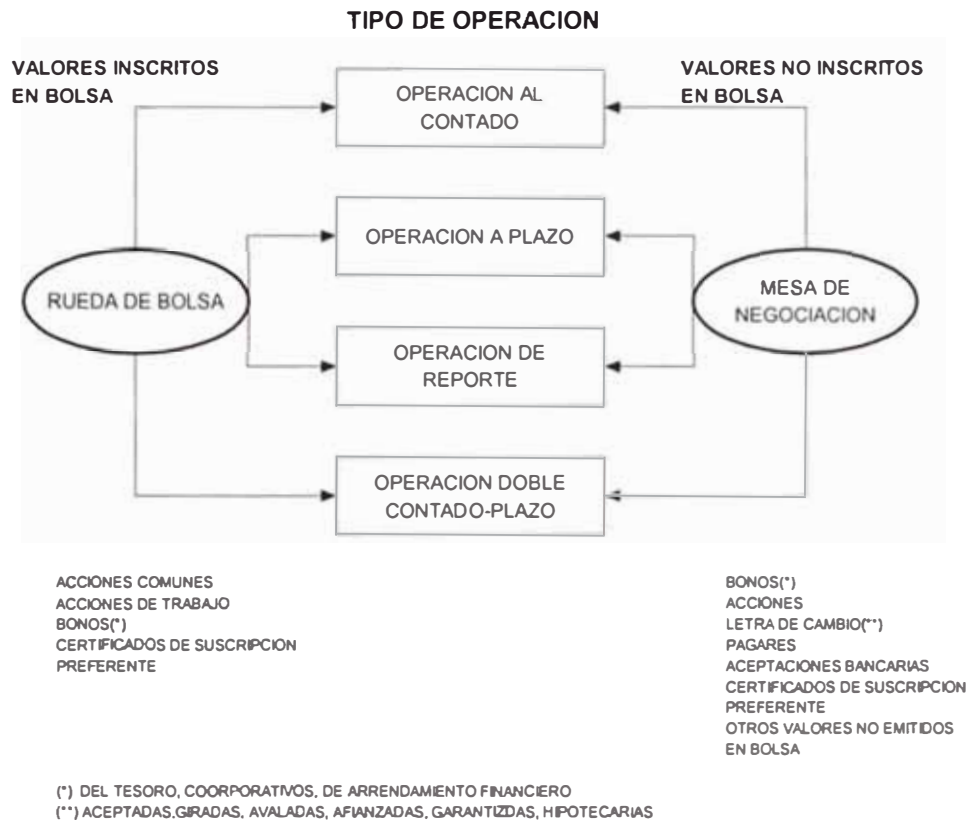 TIPO DE OPERACION
VALORES INSCRITOS
EN BOLSA
VALORES NO INSCRITOS
EN BOLSA
OPERACION AL
CONTADO
OPERACION A PLAZO
RUEDA DE BOLSA
MESA DE
NEGOCIACION
OPERACION DE
REPORTE
OPERACION DOBLE
CONTADO-PLAZO
ACCIONES COMUNES
ACCIONES DE TRABAJO
BONOS(*)
CERTIFICADOS DE SUSCRIPCION
PREFERENTE
BONOS(*)
ACCIONES
LETRA DE CAMBIO(**)
PAGARES
ACEPTACIONES BANCARIAS
CERTIFICADOS DE SUSCRIPCION
PREFERENTE
OTROS VALORES NO EMITIDOS
EN BOLSA
(*) DEL TESORO, COORPORATIVOS, DE ARRENDAMIENTO FINANCIERO
(**) ACEPTADAS,GIRADAS, AVALADAS, AFIANZADAS, GARANTIZDAS, HIPOTECARIAS